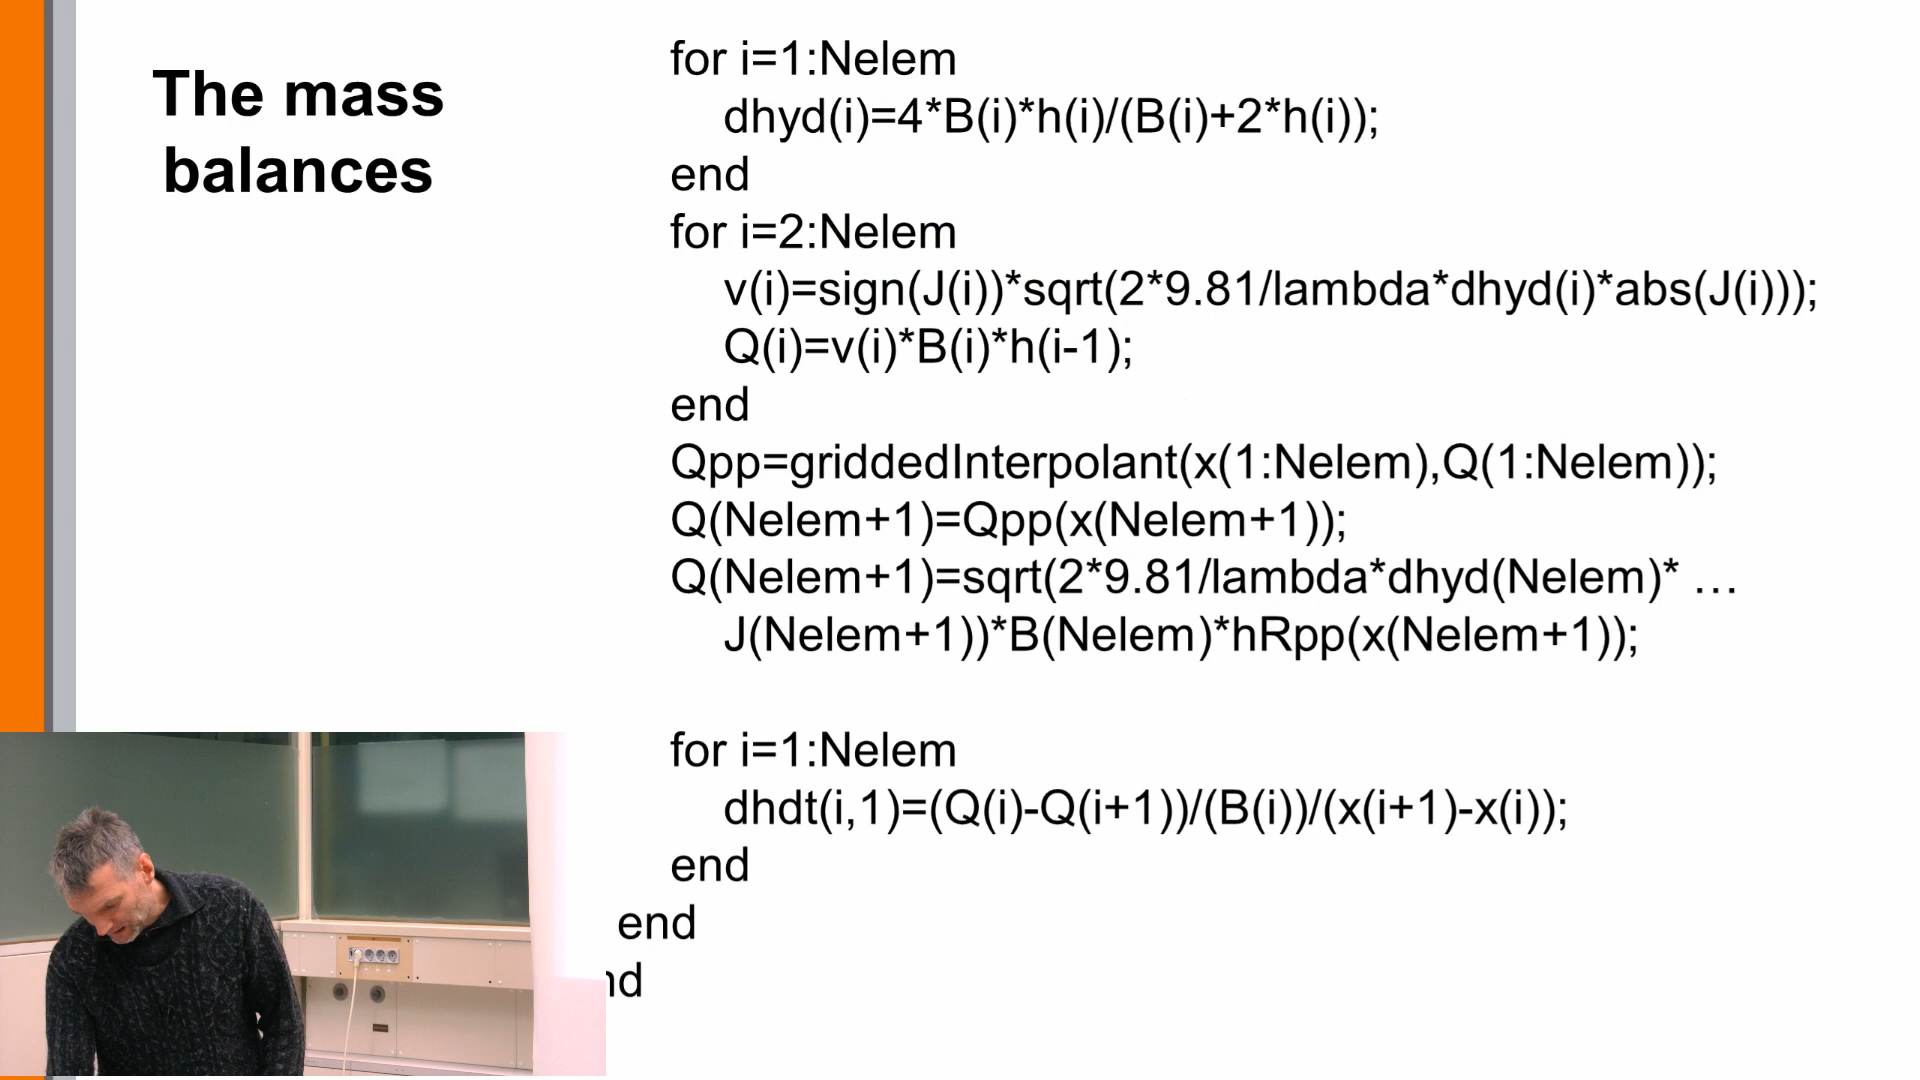 The mass
balances
for i=1:Nelem
dhyd(i)=4*B(i)*h(i)/(B(i)+2*h(i));
end
for i=2:Nelem
v(i)=sign(J(i))*sqrt(2*9.81/lambda*dhyd(i)*abs(J(i)));
Q(i)=v(i)*B(i)*h(i-1);
end
Qpp=griddedInterpolant(x(1:Nelem),Q(1:Nelem));
Q(Nelem+1)=Qpp(x(Nelem+1));
Q(Nelem+1)=sqrt(2*9.81/lambda*dhyd(Nelem)* …
J(Nelem+1))*B(Nelem)*hRpp(x(Nelem+1));
for i=1:Nelem
dhdt(i,1)=(Q(i)-Q(i+1))/(B(i))/(x(i+1)-x(i));
end
end